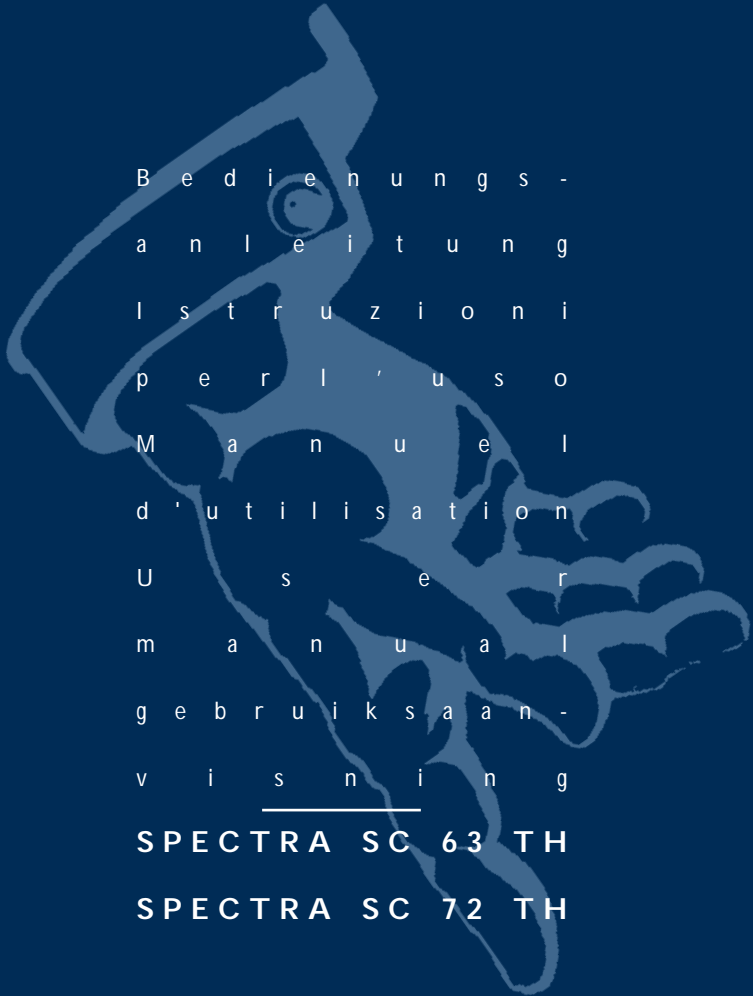 Bedienungs-
anleitung
Istruzioni
per l'uso
Manuel
d'utilisation
User
manual
gebruiksaan-
visning
SPECTRA SC 63 TH
SPECTRA SC 72 TH